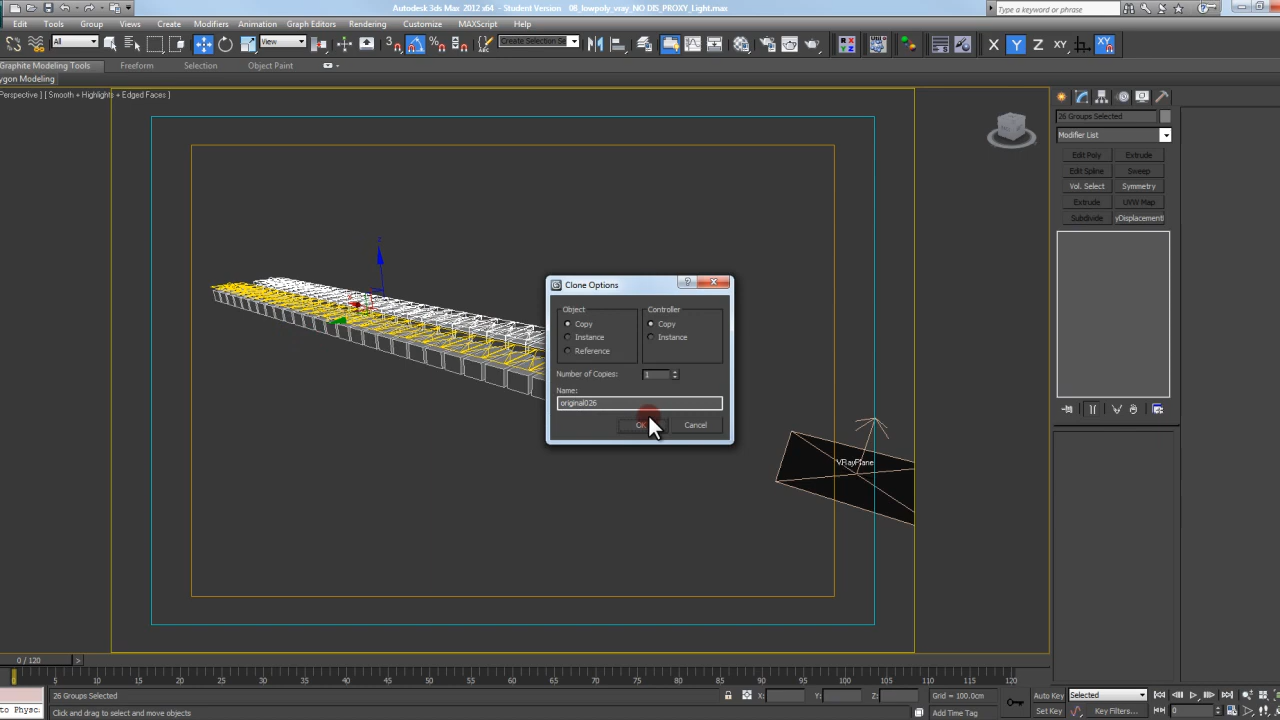 Autodesk 3ds Max 2012 x64 - Student Version 08_lowpoly_vray_NO DIS_PROXY_Light.max
Type a keyword or phrase
Edit Tools Group Views Create Modifiers Animation Graph Editors Rendering Customize MAXScript Help
All View Create Selection Se X Y Z XY
Graphite Modeling Tools Freeform Selection Object Paint
ygon Modeling
Perspective ] [ Smooth + Highlights + Edged Faces ]
26 Groups Selected
Modifier List
Edit Poly Extrude
Edit Spline Sweep
Vol. Select Symmetry
Extrude UVW Map
Subdivide yDisplacement
z
Clone Options
Object Controller
Copy Copy
Instance Instance
Reference
Number of Copies: 1
Name:
original026
Cancel
VRayPlane
0 / 120
5 10 15 20 25 30 35 40 45 50 55 60 65 70 75 80 85 90 95 100 105 110 115 120
26 Groups Selected X: Y: Z: Grid = 100.0cm Auto Key Selected
to Physc Click and drag to select and move objects Add Time Tag Set Key Key Filters... 0